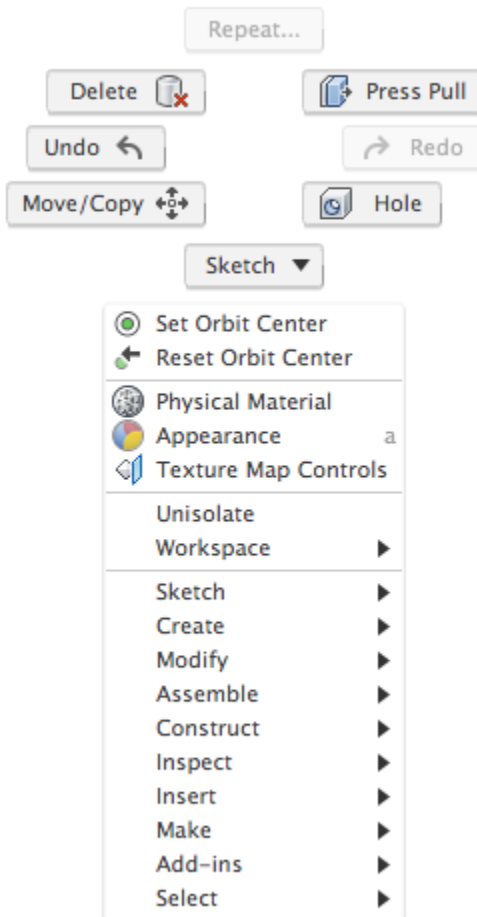 Repeat...
Delete Press Pull
Undo Redo
Move/Copy Hole
Sketch
Set Orbit Center
Reset Orbit Center
Physical Material
Appearance a
Texture Map Controls
Unisolate
Workspace
Sketch
Create
Modify
Assemble
Construct
Inspect
Insert
Make
Add-ins
Select